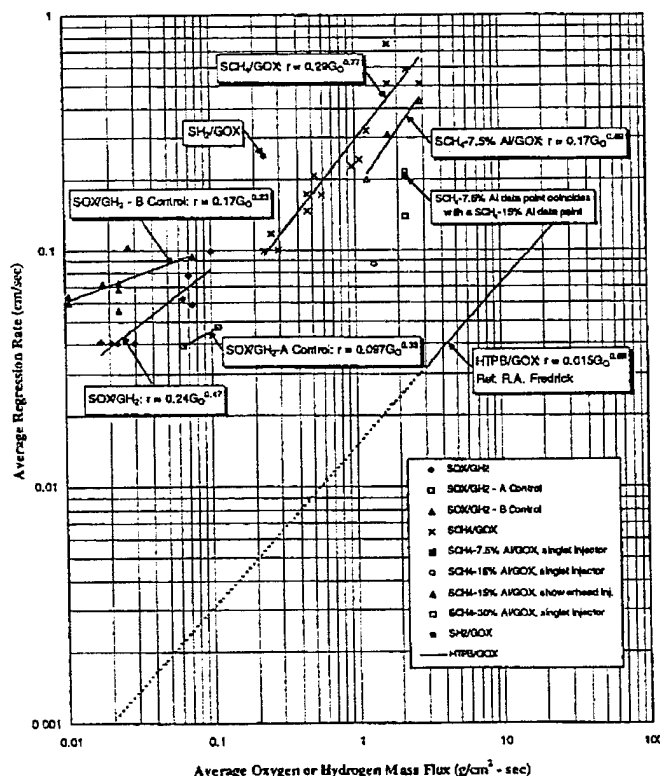 1
SCH₄/GOX: r = 0.29G₀^0.77
SH₂/GOX
SCH₄-7.5% Al/GOX: r = 0.17G₀
SOX/GH₂ - B Control: r = 0.17G₀^0.23
SCH₄-7.5% Al data point coincides
with a SCH₄-15% Al data point
0.1
SOX/GH₂-A Control: r = 0.097G₀^0.33
HTPB/GOX: r = 0.015G₀
Ref: R.A. Fredrick
SOX/GH₂: r = 0.24G₀^0.47
Average Regression Rate (cm/sec)
0.01
SOX/GH2
SOX/GH2 - A Control
SOX/GH2 - B Control
SCH4/GOX
SCH4-7.5% Al/GOX, singlet injector
SCH4-15% Al/GOX, singlet injector
SCH4-15% Al/GOX, showerhead inj.
SCH4-30% Al/GOX, singlet injector
SH2/GOX
HTPB/GOX
0.001
0.01 0.1 1 10 100
Average Oxygen or Hydrogen Mass Flux (g/cm² - sec)